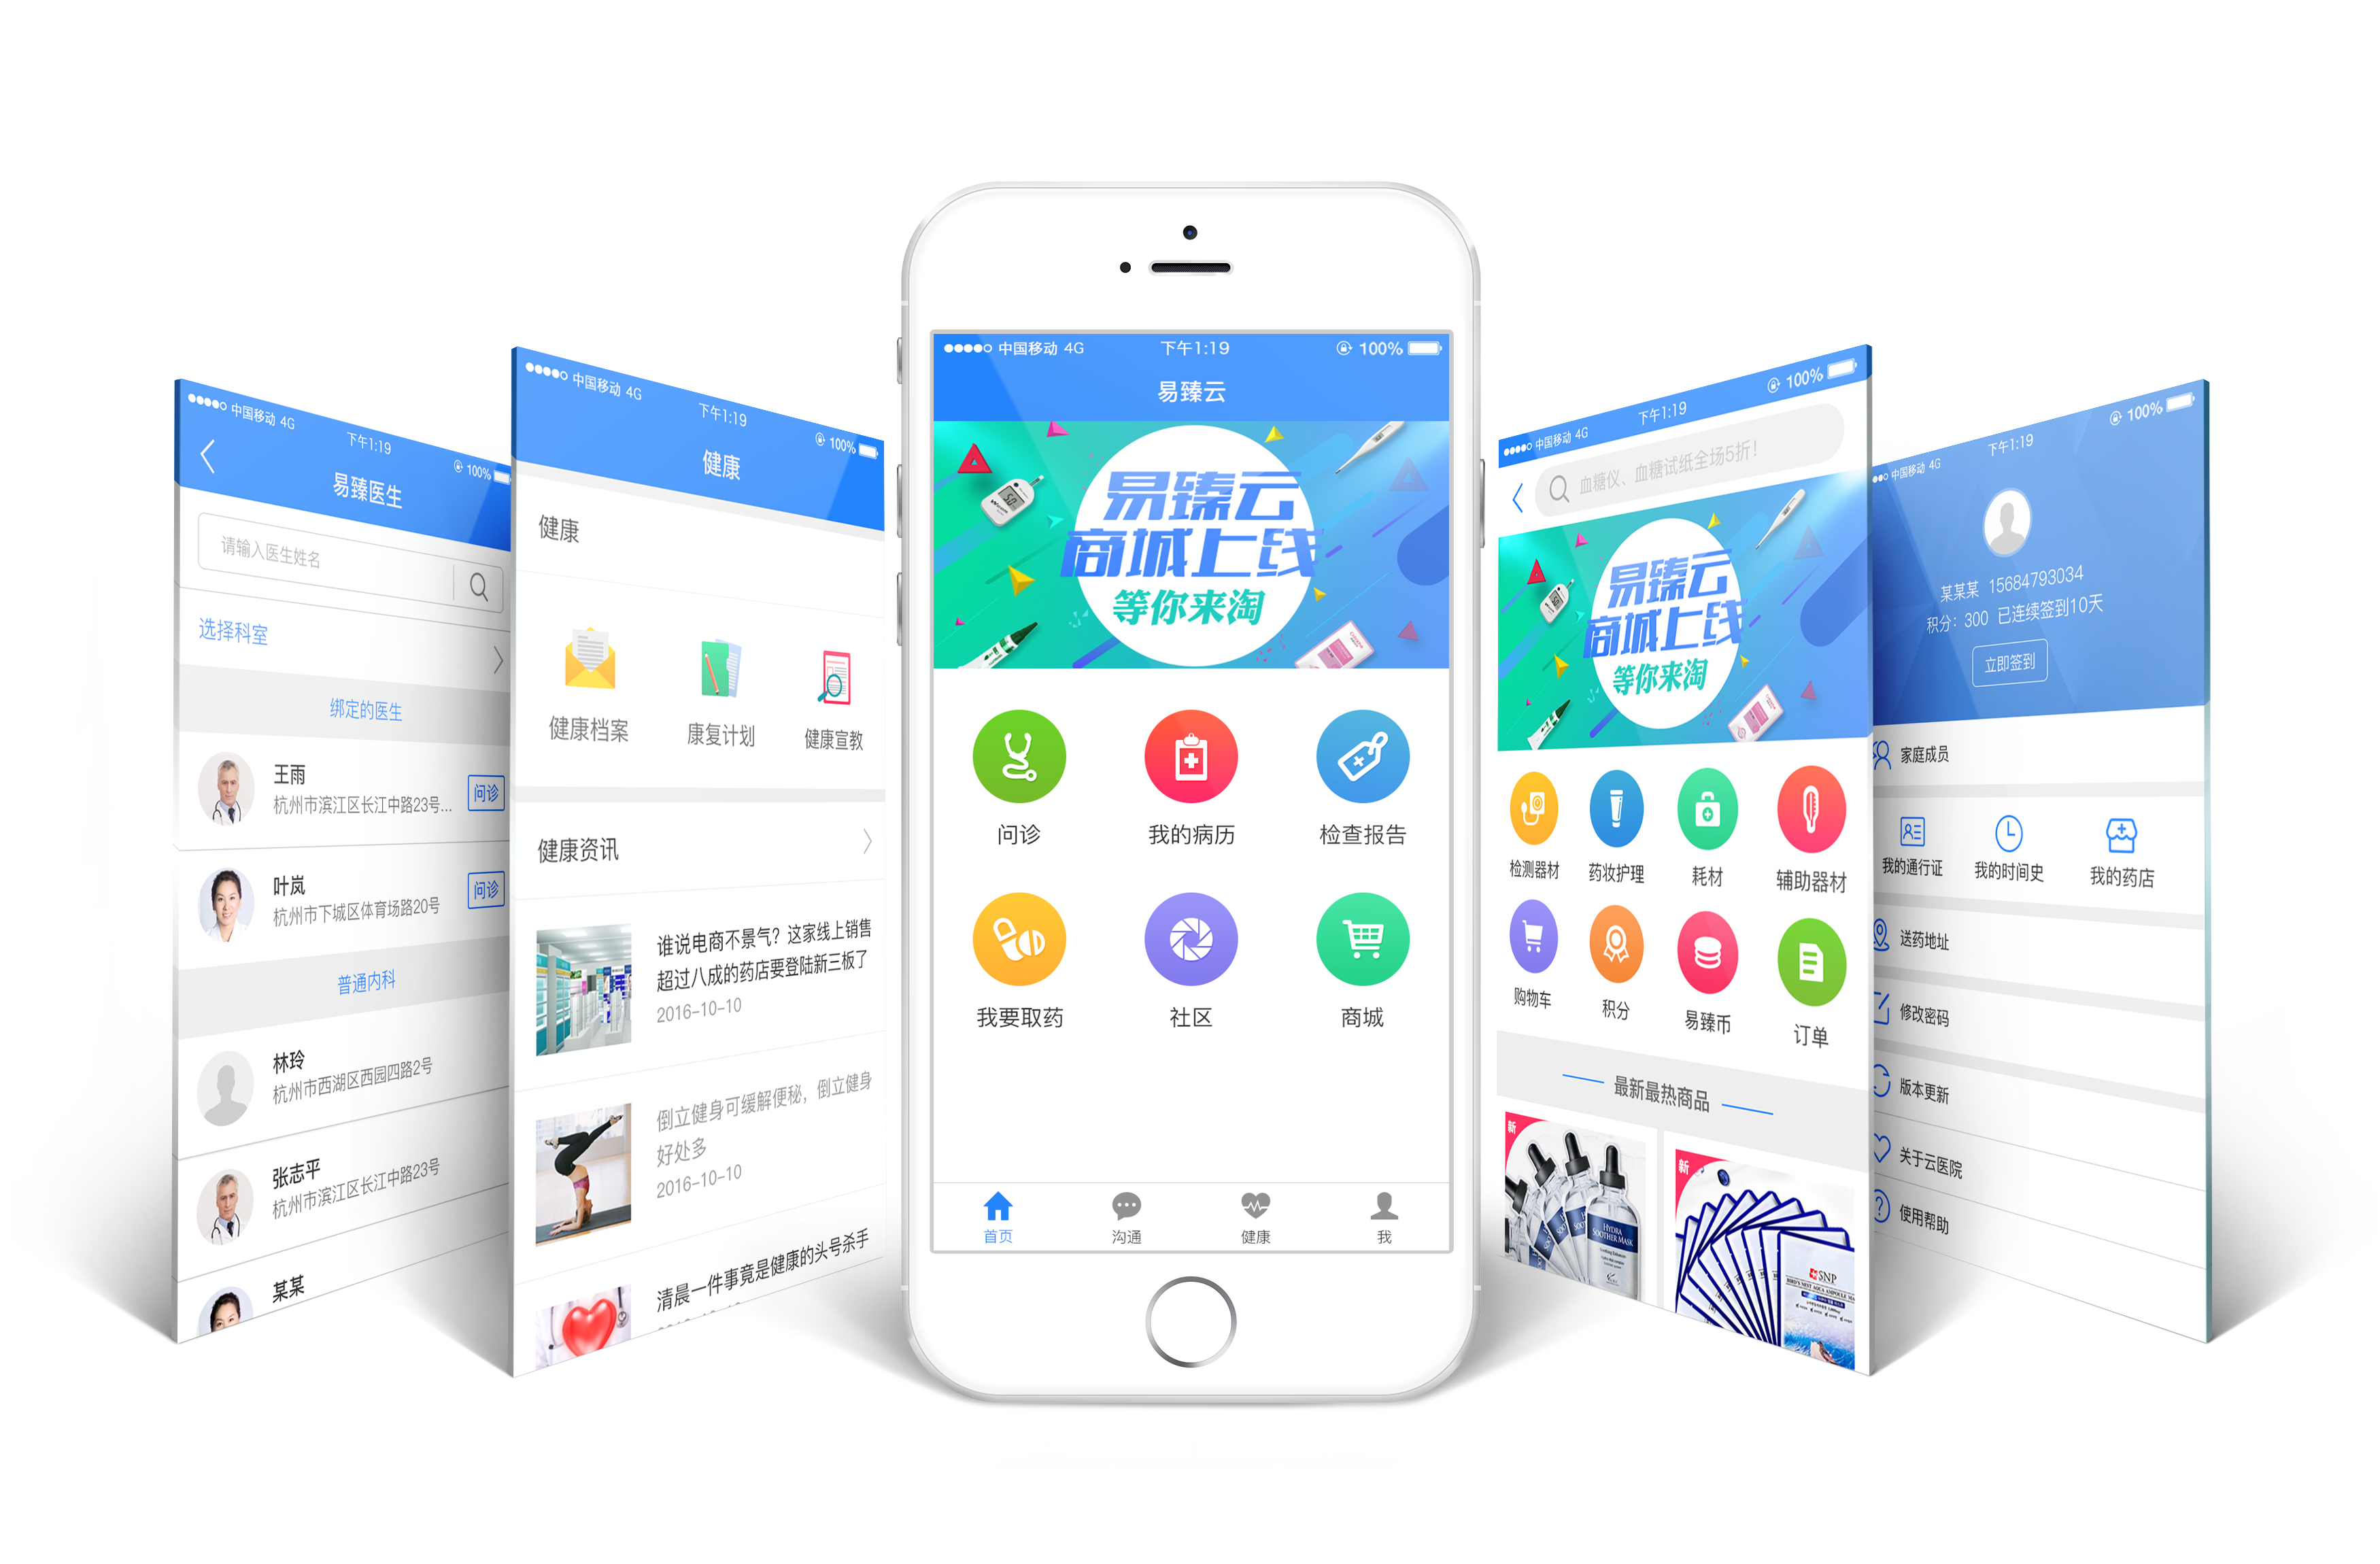 中国移动 4G
下午1:19
100%
易臻医生
请输入医生姓名
选择科室
绑定的医生
王雨
杭州市滨江区长江中路23号...
问诊
叶岚
杭州市下城区体育场路20号
问诊
普通内科
林玲
杭州市西湖区西园四路2号
张志平
杭州市滨江区长江中路23号
某某
中国移动 4G
下午1:19
100%
健康
健康
健康档案
康复计划
健康宣教
健康资讯
谁说电商不景气？这家线上销售
超过八成的药店要登陆新三板了
2016-10-10
倒立健身可缓解便秘，倒立健身
好处多
2016-10-10
清晨一件事竟是健康的头号杀手
中国移动 4G
下午1:19
100%
易臻云
易臻云
商城上线
等你来淘
问诊
我的病历
检查报告
我要取药
社区
商城
首页
沟通
健康
我
中国移动 4G
下午1:19
100%
血糖仪、血糖试纸全场5折！
易臻云
商城上线
等你来淘
检测器材
药妆护理
耗材
辅助器材
购物车
积分
易臻币
订单
最新最热商品
新
HYDRA
SOOTHER MASK
新
SNP
中国移动 4G
下午1:19
100%
某某某 15684793034
积分：300 已连续签到10天
立即签到
家庭成员
我的通行证
我的时间史
我的药店
送药地址
修改密码
版本更新
关于云医院
使用帮助